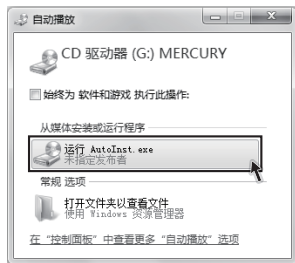 自动播放
CD 驱动器 (G:) MERCURY
始终为 软件和游戏 执行此操作:
从媒体安装或运行程序
运行 AutoInst.exe
未指定发布者
常规 选项
打开文件夹以查看文件
使用 Windows 资源管理器
在“控制面板”中查看更多“自动播放”选项